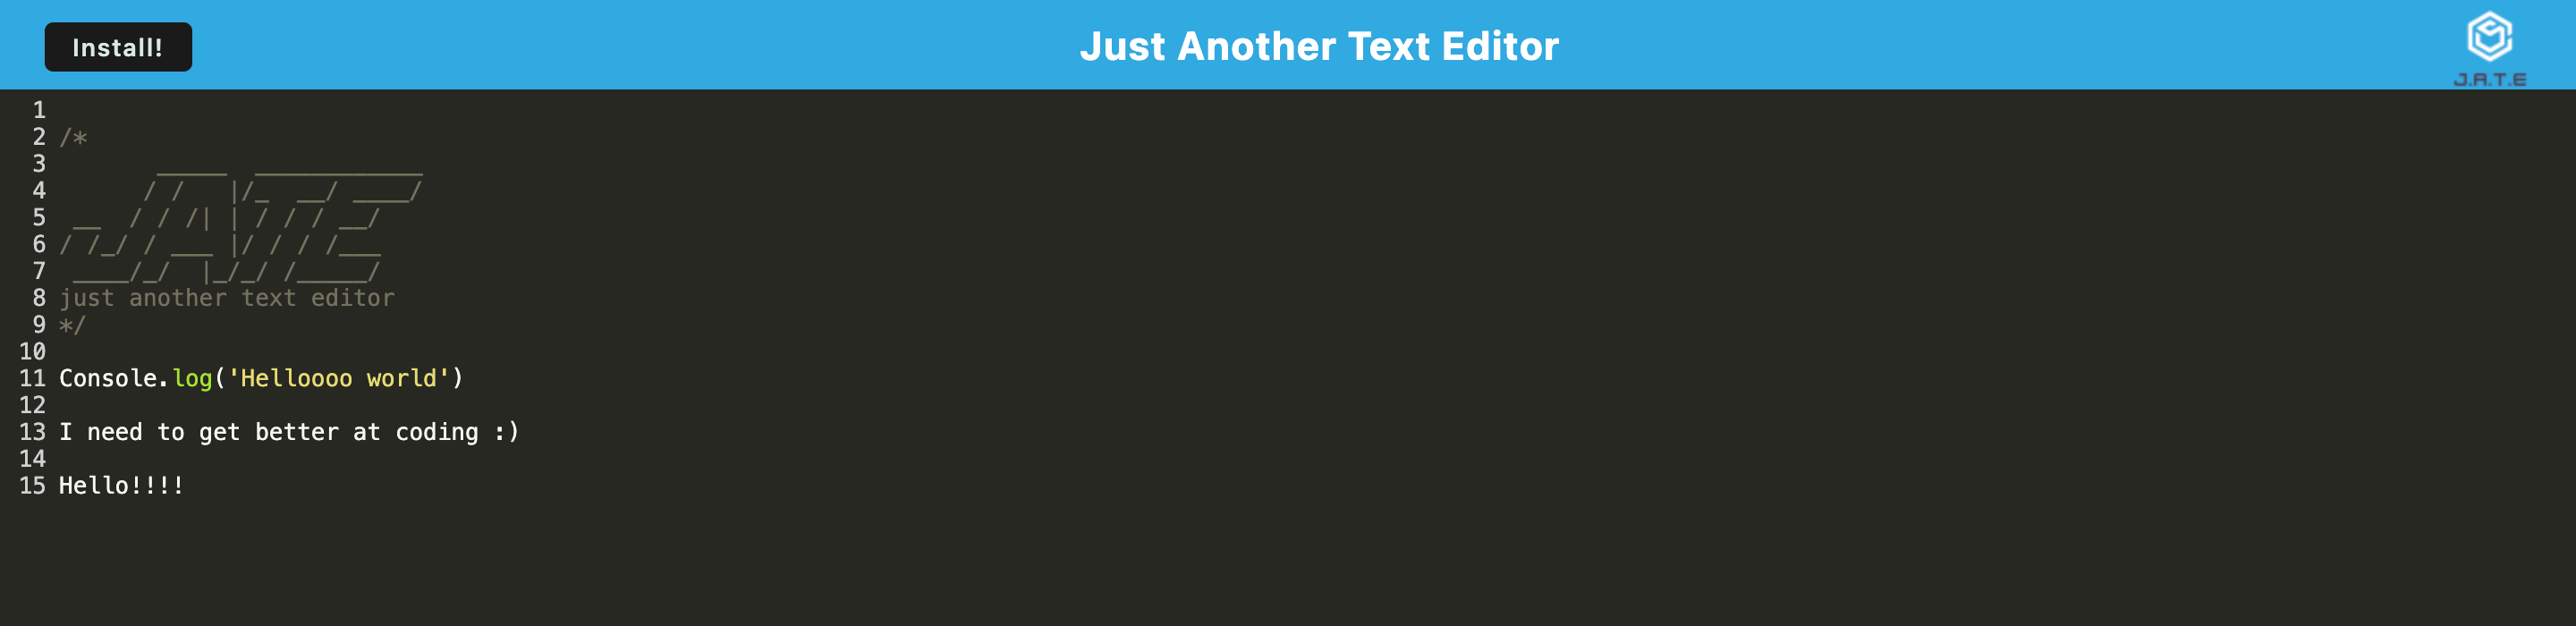 Install!
Just Another Text Editor
J.A.T.E
1
2 /*
3        _____  ____________
4       / /   |/_  __/ ____/
5  __  / / /| | / / / __/
6 / /_/ / ___ |/ / / /___
7  ____/_/  |_/_/ /_____/
8 just another text editor
9 */
10
11 Console.log('Helloooo world')
12
13 I need to get better at coding :)
14
15 Hello!!!!